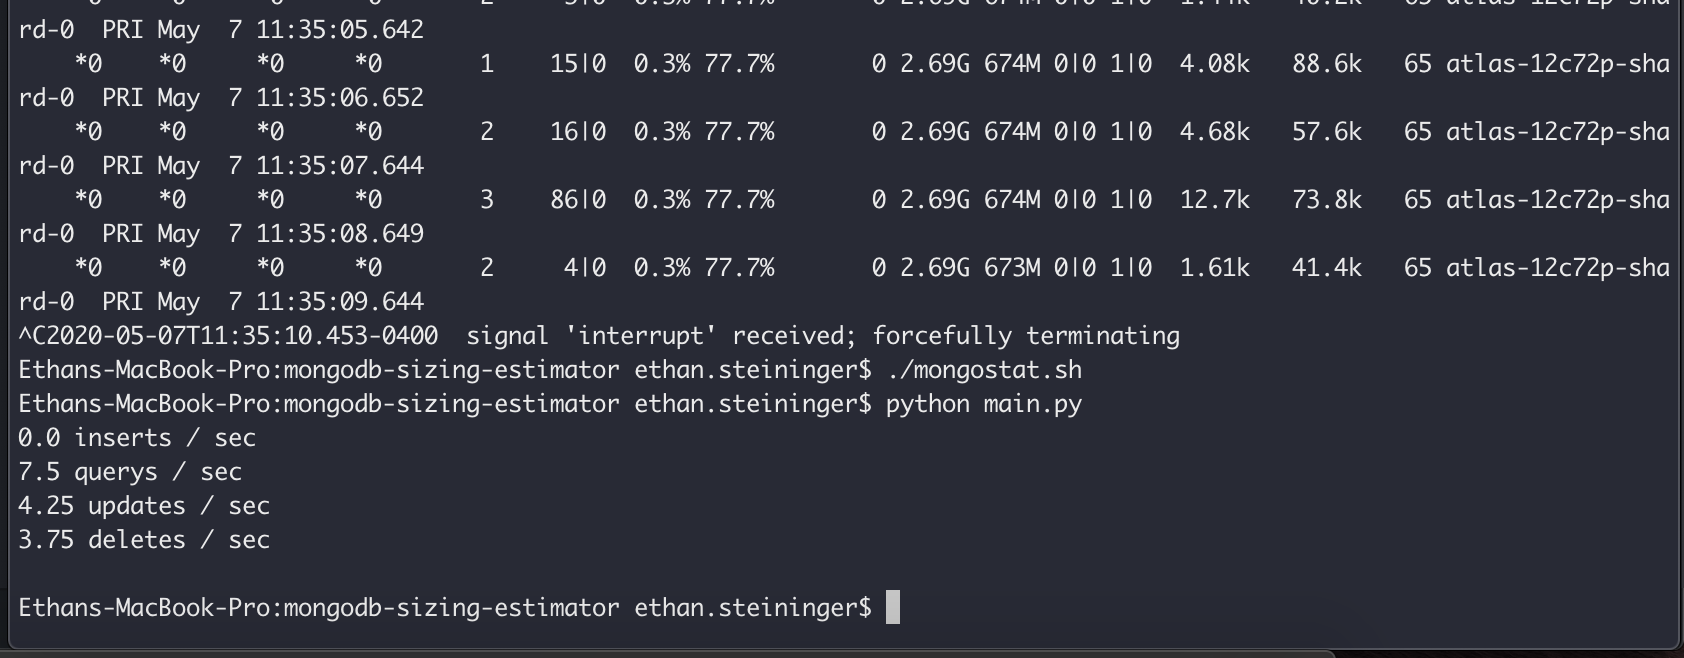 rd-0  PRI May  7 11:35:05.642
    *0    *0     *0     *0       1    15|0  0.3% 77.7%       0 2.69G 674M 0|0 1|0  4.08k   88.6k   65 atlas-12c72p-sha
rd-0  PRI May  7 11:35:06.652
    *0    *0     *0     *0       2    16|0  0.3% 77.7%       0 2.69G 674M 0|0 1|0  4.68k   57.6k   65 atlas-12c72p-sha
rd-0  PRI May  7 11:35:07.644
    *0    *0     *0     *0       3    86|0  0.3% 77.7%       0 2.69G 674M 0|0 1|0  12.7k   73.8k   65 atlas-12c72p-sha
rd-0  PRI May  7 11:35:08.649
    *0    *0     *0     *0       2     4|0  0.3% 77.7%       0 2.69G 673M 0|0 1|0  1.61k   41.4k   65 atlas-12c72p-sha
rd-0  PRI May  7 11:35:09.644
^C2020-05-07T11:35:10.453-0400  signal 'interrupt' received; forcefully terminating
Ethans-MacBook-Pro:mongodb-sizing-estimator ethan.steininger$ ./mongostat.sh
Ethans-MacBook-Pro:mongodb-sizing-estimator ethan.steininger$ python main.py
0.0 inserts / sec
7.5 querys / sec
4.25 updates / sec
3.75 deletes / sec
Ethans-MacBook-Pro:mongodb-sizing-estimator ethan.steininger$